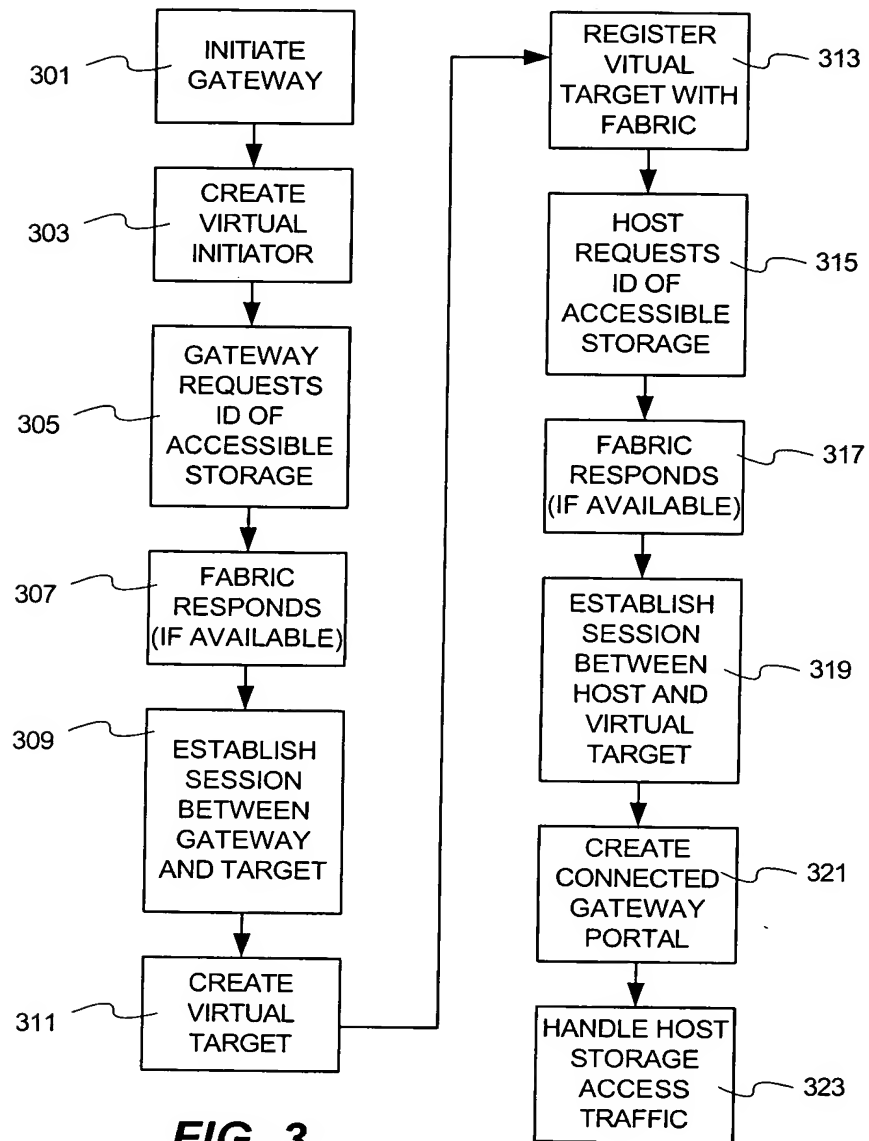 301
INITIATE
GATEWAY
303
CREATE
VIRTUAL
INITIATOR
305
GATEWAY
REQUESTS
ID OF
ACCESSIBLE
STORAGE
307
FABRIC
RESPONDS
(IF AVAILABLE)
309
ESTABLISH
SESSION
BETWEEN
GATEWAY
AND TARGET
311
CREATE
VIRTUAL
TARGET
REGISTER
VITUAL
TARGET WITH
FABRIC
313
HOST
REQUESTS
ID OF
ACCESSIBLE
STORAGE
315
FABRIC
RESPONDS
(IF AVAILABLE)
317
ESTABLISH
SESSION
BETWEEN
HOST AND
VIRTUAL
TARGET
319
CREATE
CONNECTED
GATEWAY
PORTAL
321
HANDLE HOST
STORAGE
ACCESS
TRAFFIC
323
FIG. 3